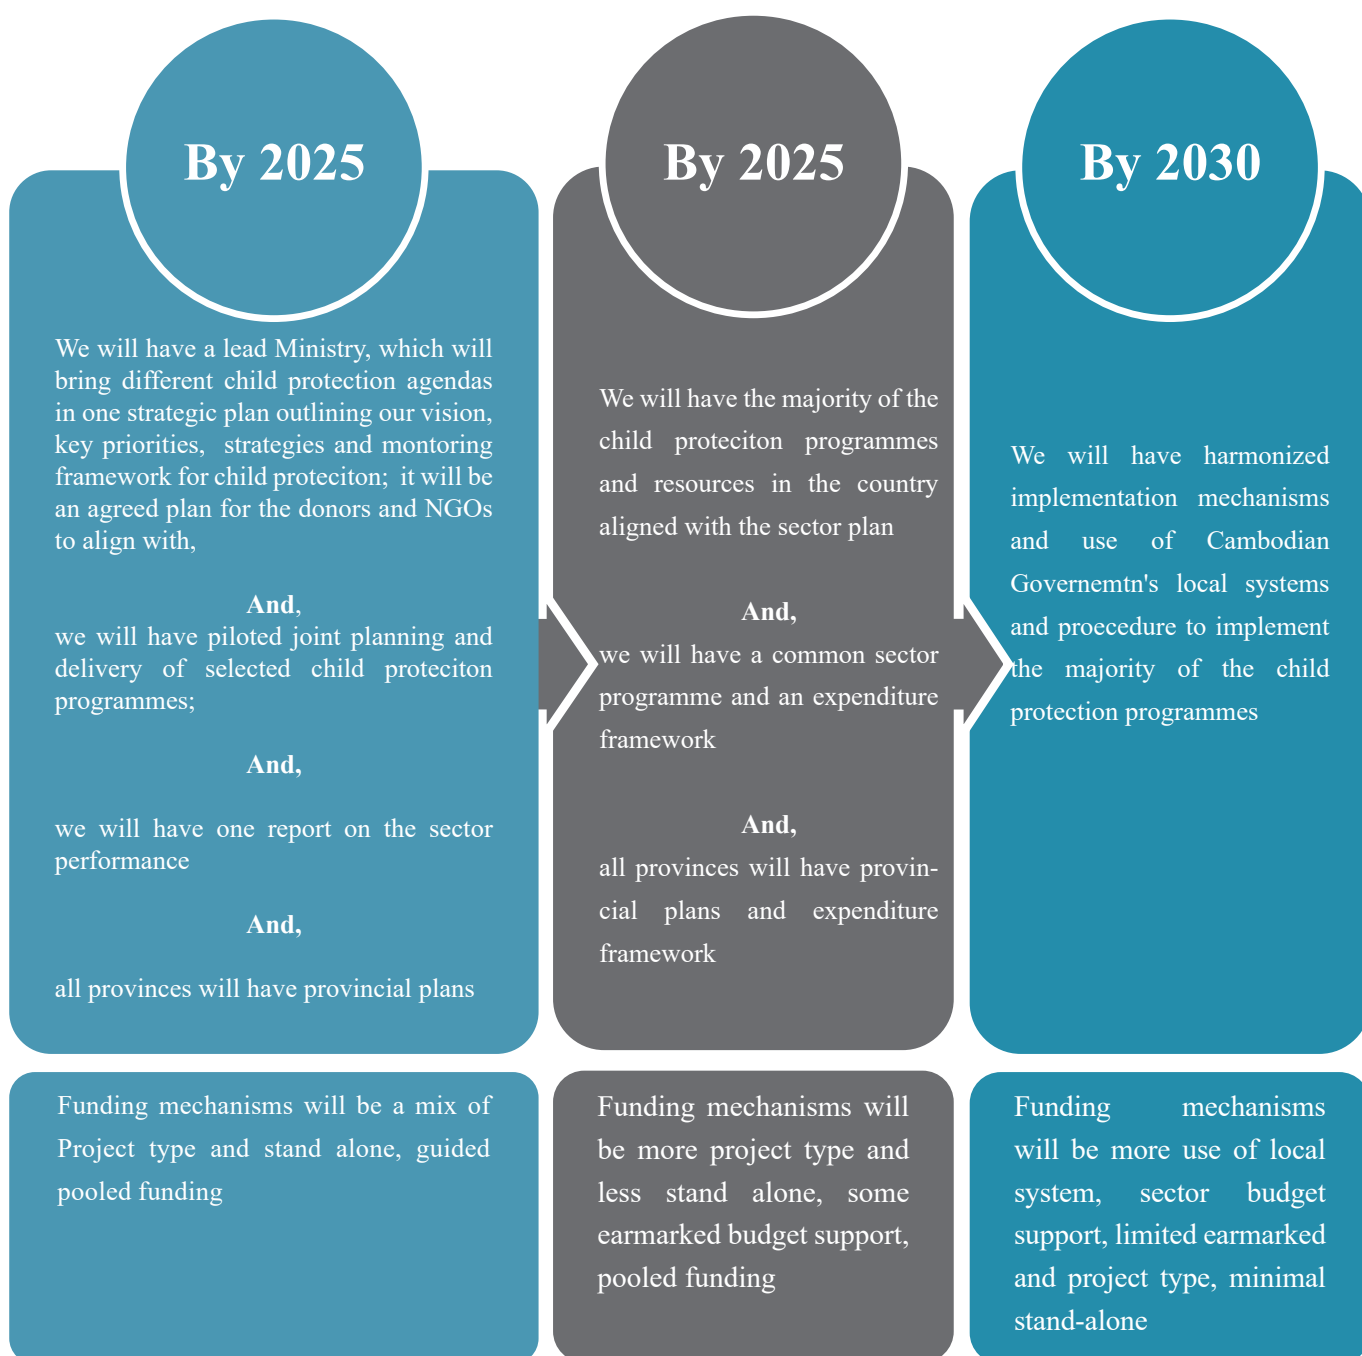 By 2025
We will have a lead Ministry, which will
bring different child protection agendas
in one strategic plan outlining our vision,
key priorities, strategies and montoring
framework for child proteciton; it will be
an agreed plan for the donors and NGOs
to align with,
And,
we will have piloted joint planning and
delivery of selected child proteciton
programmes;
And,
we will have one report on the sector
performance
And,
all provinces will have provincial plans
Funding mechanisms will be a mix of
Project type and stand alone, guided
pooled funding
By 2025
We will have the majority of the
child proteciton programmes
and resources in the country
aligned with the sector plan
And,
we will have a common sector
programme and an expenditure
framework
And,
all provinces will have provin-
cial plans and expenditure
framework
Funding mechanisms will
be more project type and
less stand alone, some
earmarked budget support,
pooled funding
By 2030
We will have harmonized
implementation mechanisms
and use of Cambodian
Governemtn's local systems
and proecedure to implement
the majority of the child
protection programmes
Funding mechanisms
will be more use of local
system, sector budget
support, limited earmarked
and project type, minimal
stand-alone